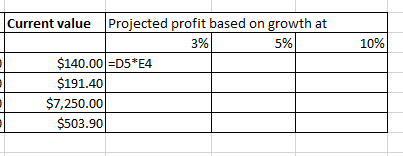 Current value Projected profit based on growth at
3% 5% 10%
$140.00 =D5*E4
$191.40
$7,250.00
$503.90